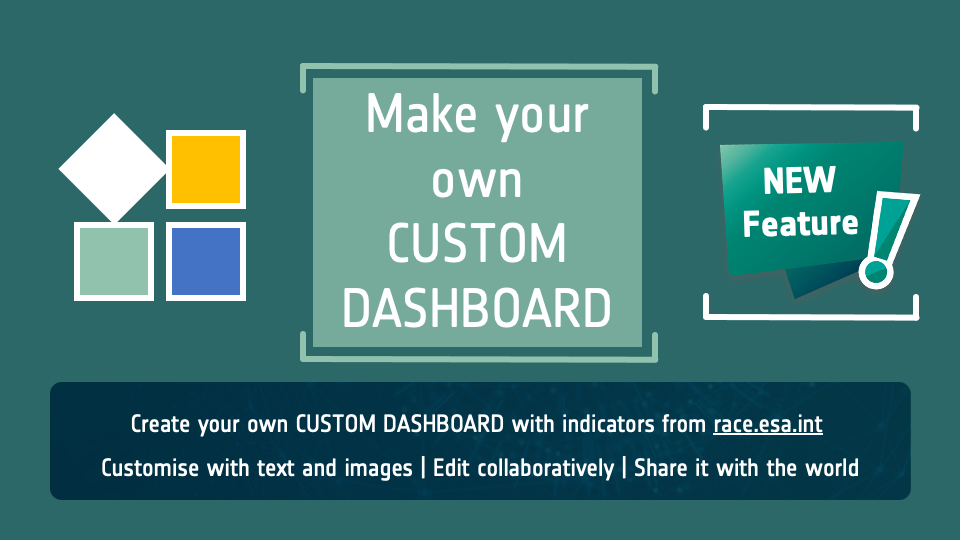 Make your
own
CUSTOM
DASHBOARD
NEW
Feature
Create your own CUSTOM DASHBOARD with indicators from race.esa.int
Customise with text and images | Edit collaboratively | Share it with the world